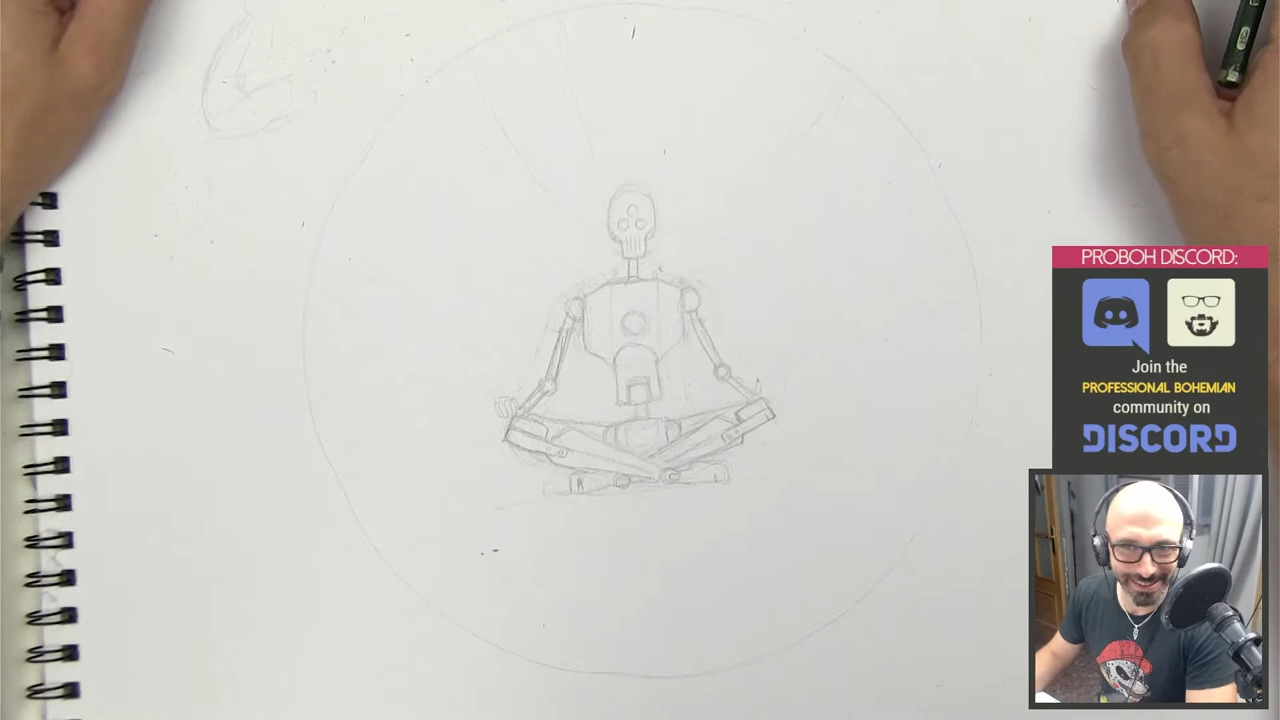 PROBOH DISCORD:
Join the
PROFESSIONAL BOHEMIAN
community on
DISCORD